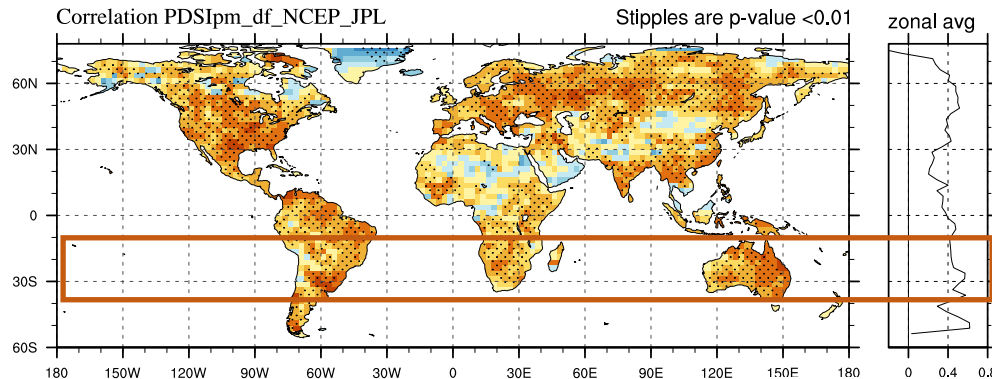 Correlation PDSIpm_df_NCEP_JPL
Stipples are p-value <0.01
zonal avg
60N
30N
0
30S
60S
180 150W 120W 90W 60W 30W 0 30E 60E 90E 120E 150E 180
0 0.4 0.8